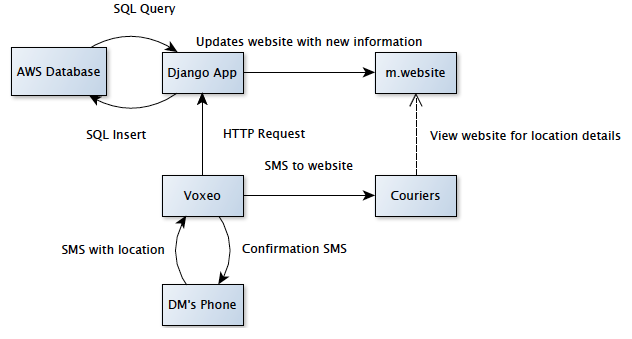 SQL Query
Updates website with new information
AWS Database
Django App
m.website
SQL Insert
HTTP Request
View website for location details
SMS to website
Voxeo
Couriers
SMS with location
Confirmation SMS
DM's Phone